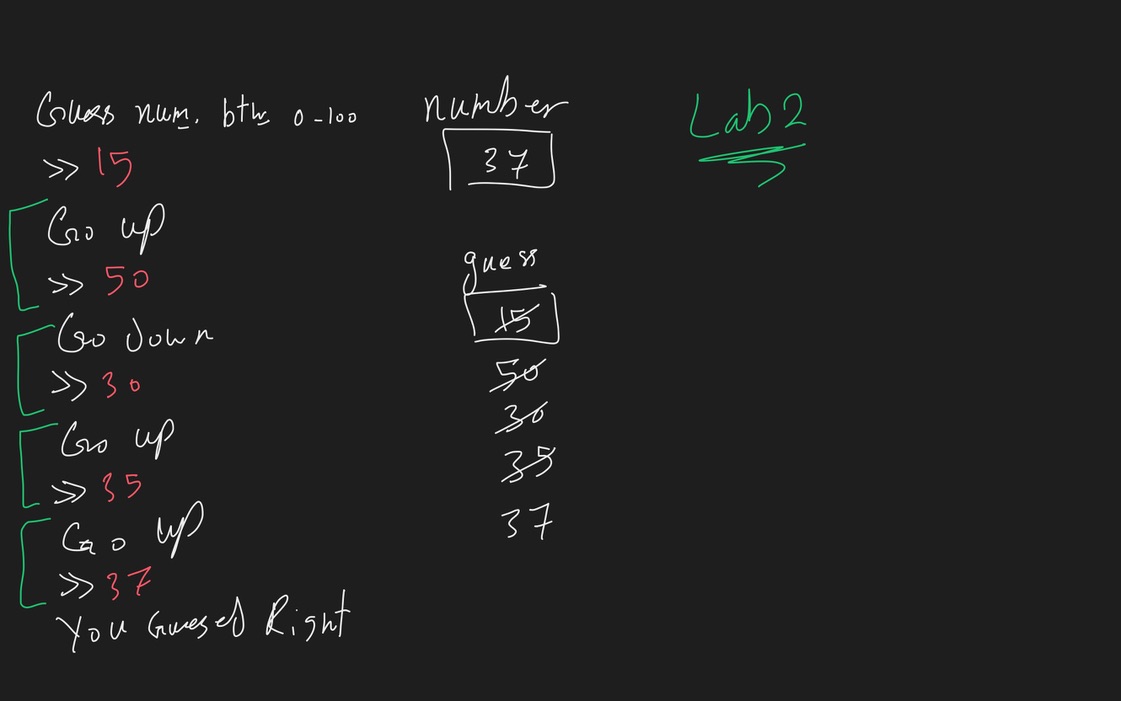 Guess num. btw 0-100
>> 15
Go up
>> 50
Go down
>> 30
Go up
>> 35
Go up
>> 37
You Guesed Right
number
37
guess
15
50
30
35
37
Lab 2